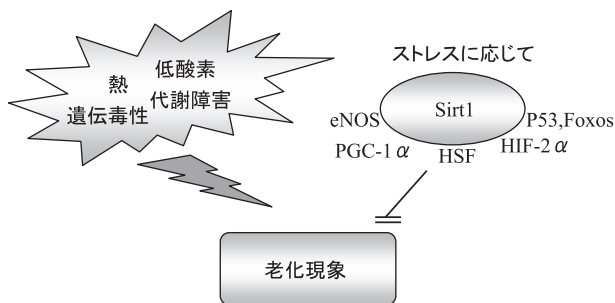 熱
低酸素
遺伝毒性
代謝障害
ストレスに応じて
Sirt1
eNOS
P53,Foxos
PGC-1α
HSF
HIF-2α
老化現象